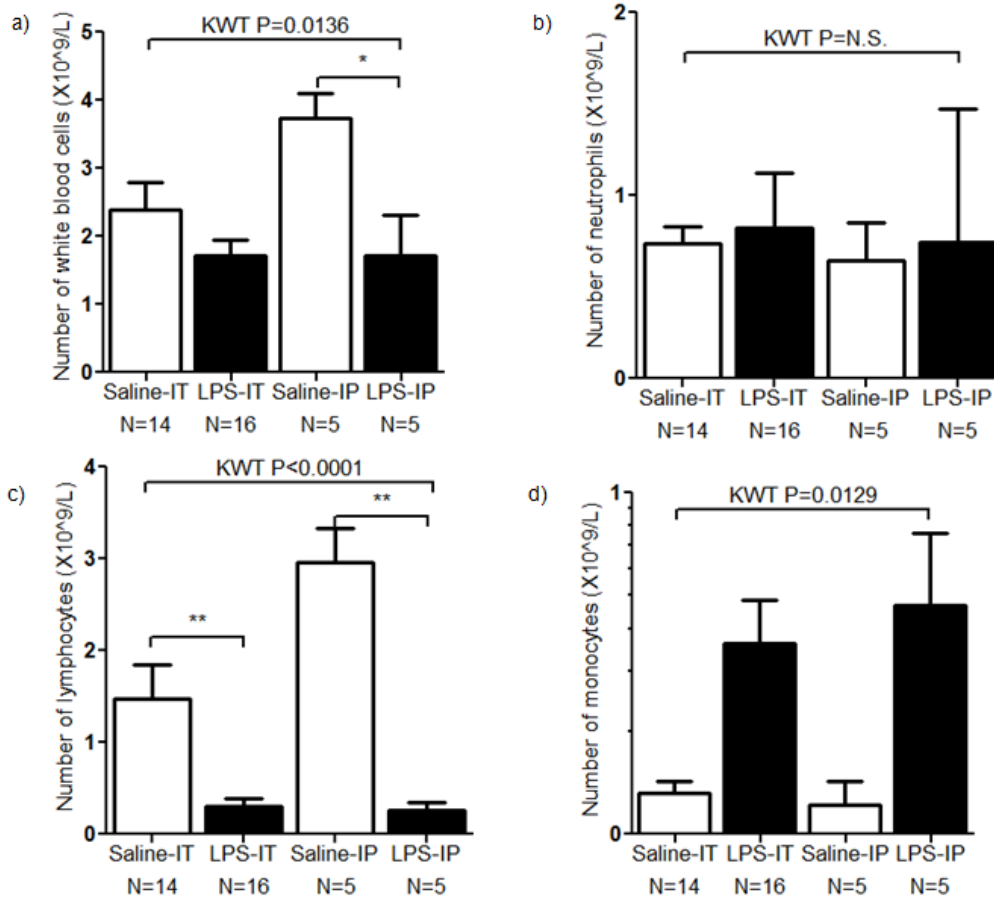 a)
KWT P=0.0136
*
Number of white blood cells (X10^9/L)
5
4
3
2
1
0
Saline-IT LPS-IT Saline-IP LPS-IP
N=14 N=16 N=5 N=5
b)
KWT P=N.S.
Number of neutrophils (X10^9/L)
2
1
0
Saline-IT LPS-IT Saline-IP LPS-IP
N=14 N=16 N=5 N=5
c)
KWT P<0.0001
**
**
Number of lymphocytes (X10^9/L)
4
3
2
1
0
Saline-IT LPS-IT Saline-IP LPS-IP
N=14 N=16 N=5 N=5
d)
KWT P=0.0129
Number of monocytes (X10^9/L)
1
0
Saline-IT LPS-IT Saline-IP LPS-IP
N=14 N=16 N=5 N=5